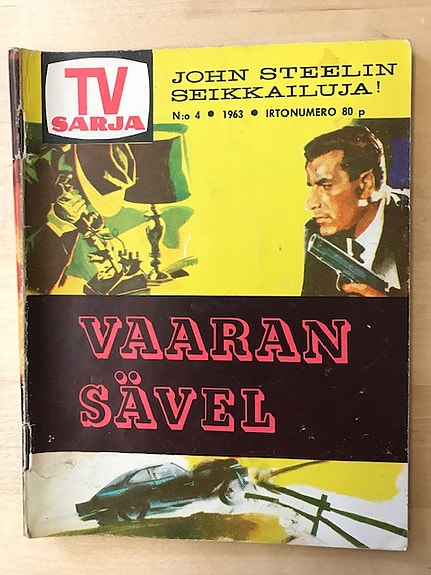 TV
SARJA
JOHN STEELIN
SEIKKAILUJA!
N:o 4 • 1963 • IRTONUMERO 80 p
VAARAN
SÄVEL